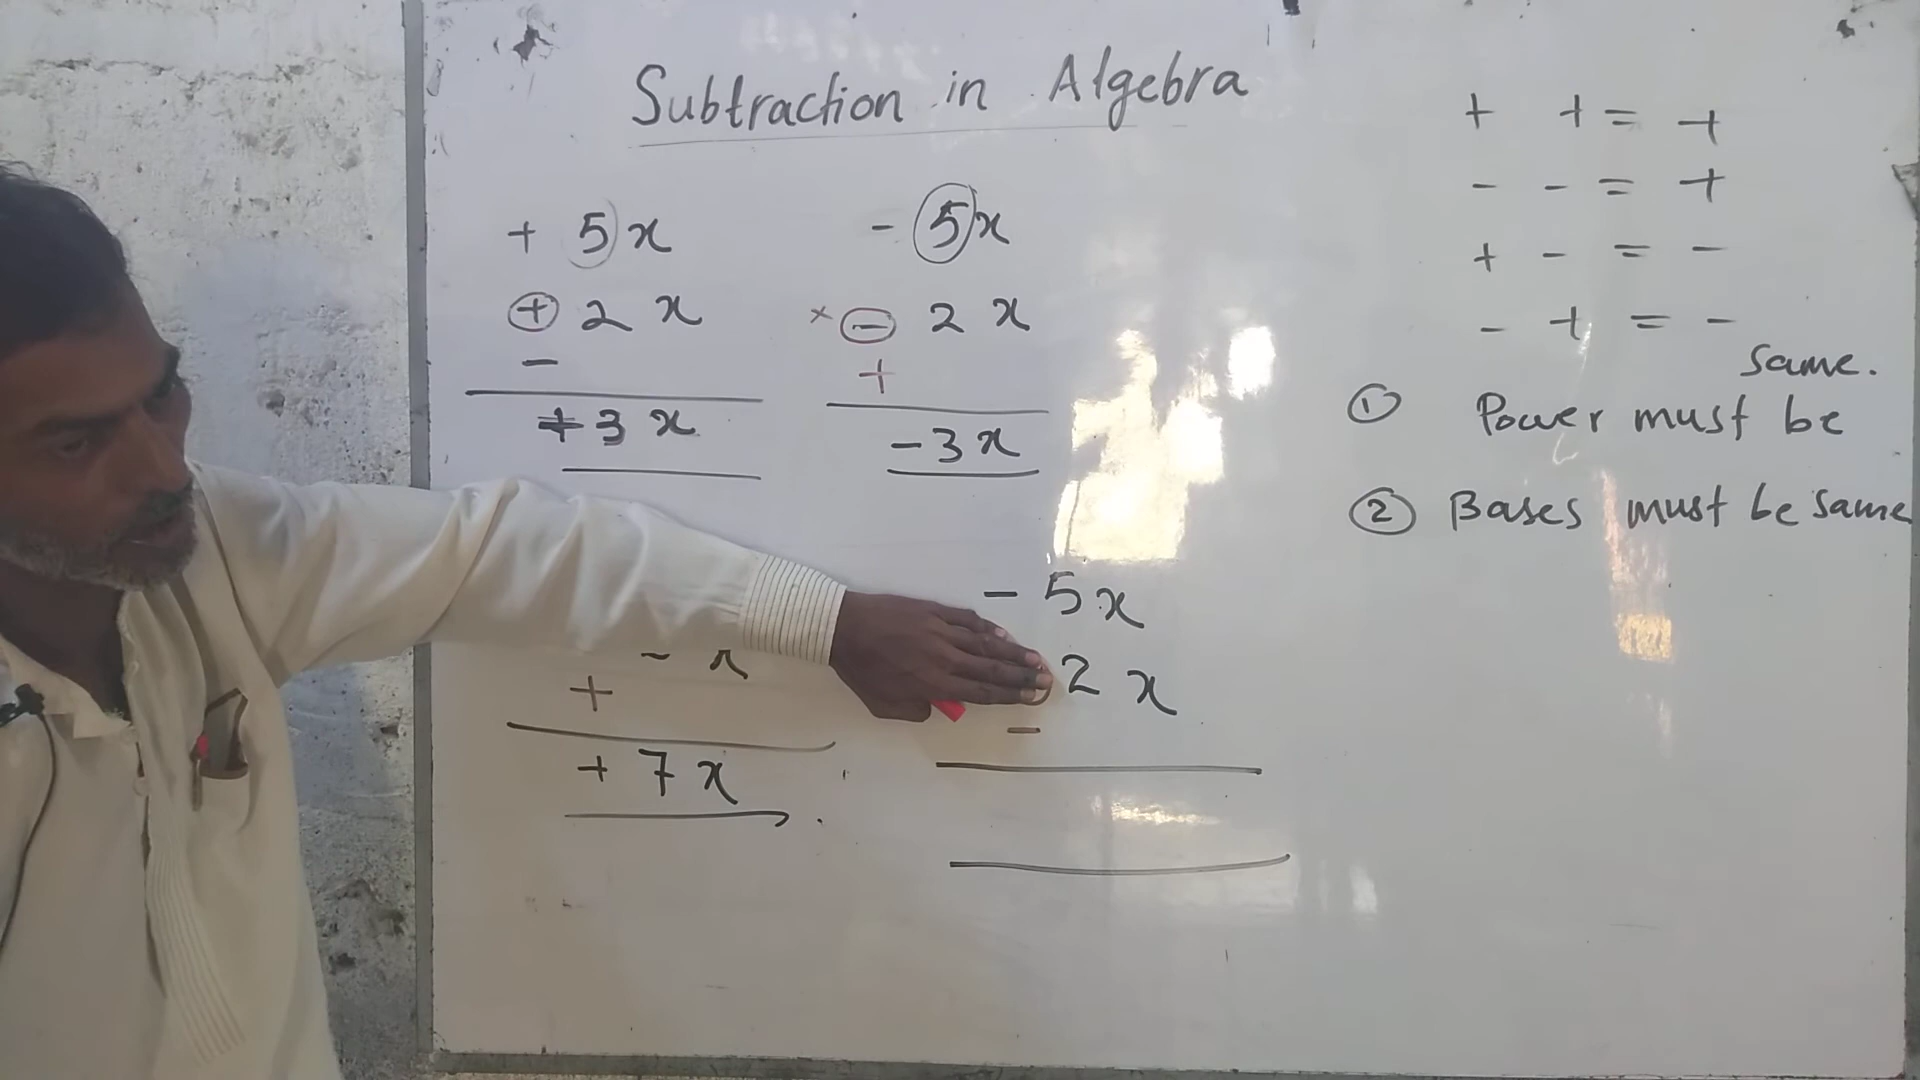 Subtraction in Algebra
+ 5x
+ 2x
-
+3x
- 5x
× - 2x
+
-3x
+
+ 7x
- 5x
2x
-
+ + = +
- - = +
+ - = -
- + = -
same.
① Power must be
② Bases must be same